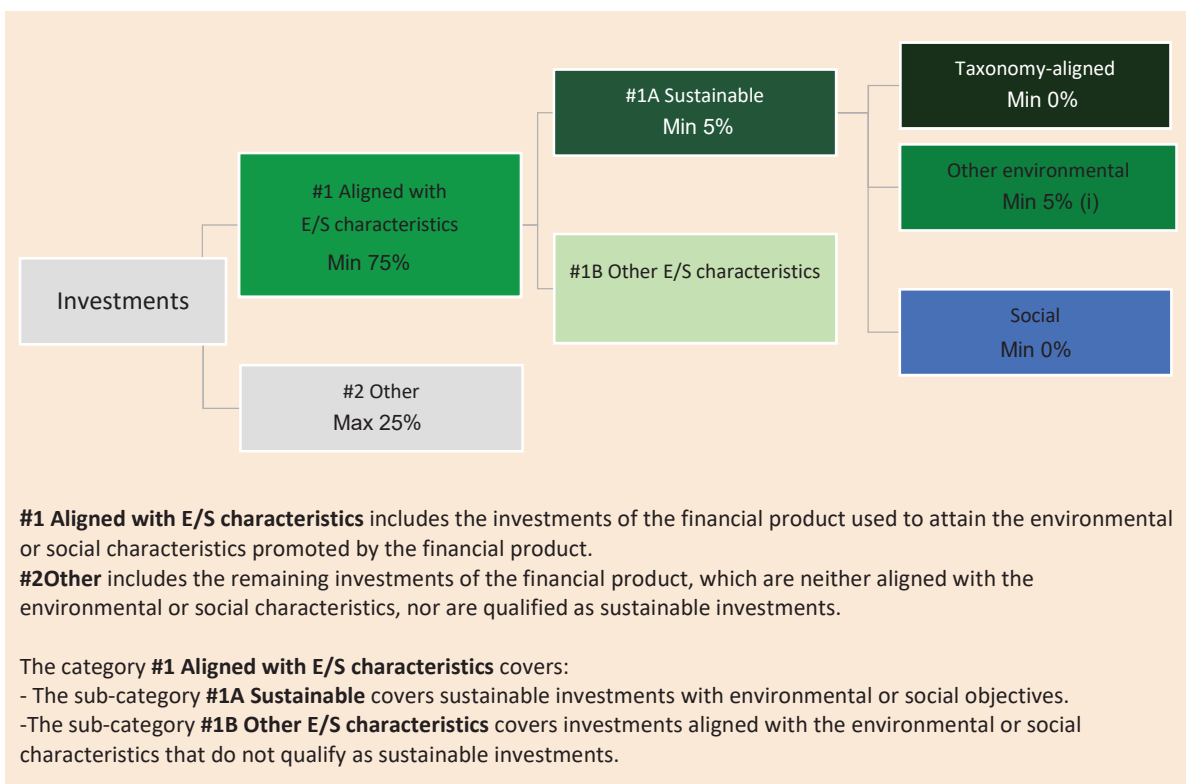 Investments
#1 Aligned with
E/S characteristics
Min 75%
#2 Other
Max 25%
#1A Sustainable
Min 5%
#1B Other E/S characteristics
Taxonomy-aligned
Min 0%
Other environmental
Min 5% (i)
Social
Min 0%
#1 Aligned with E/S characteristics includes the investments of the financial product used to attain the environmental
or social characteristics promoted by the financial product.
#2Other includes the remaining investments of the financial product, which are neither aligned with the
environmental or social characteristics, nor are qualified as sustainable investments.
The category #1 Aligned with E/S characteristics covers:
- The sub-category #1A Sustainable covers sustainable investments with environmental or social objectives.
-The sub-category #1B Other E/S characteristics covers investments aligned with the environmental or social
characteristics that do not qualify as sustainable investments.